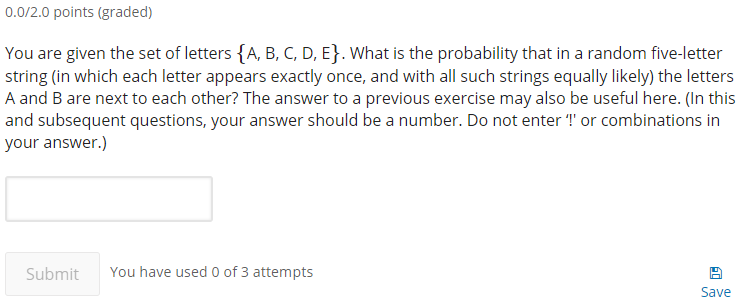 0.0/2.0 points (graded)
You are given the set of letters {A, B, C, D, E}. What is the probability that in a random five-letter
string (in which each letter appears exactly once, and with all such strings equally likely) the letters
A and B are next to each other? The answer to a previous exercise may also be useful here. (In this
and subsequent questions, your answer should be a number. Do not enter '!' or combinations in
your answer.)
Submit
You have used 0 of 3 attempts
Save